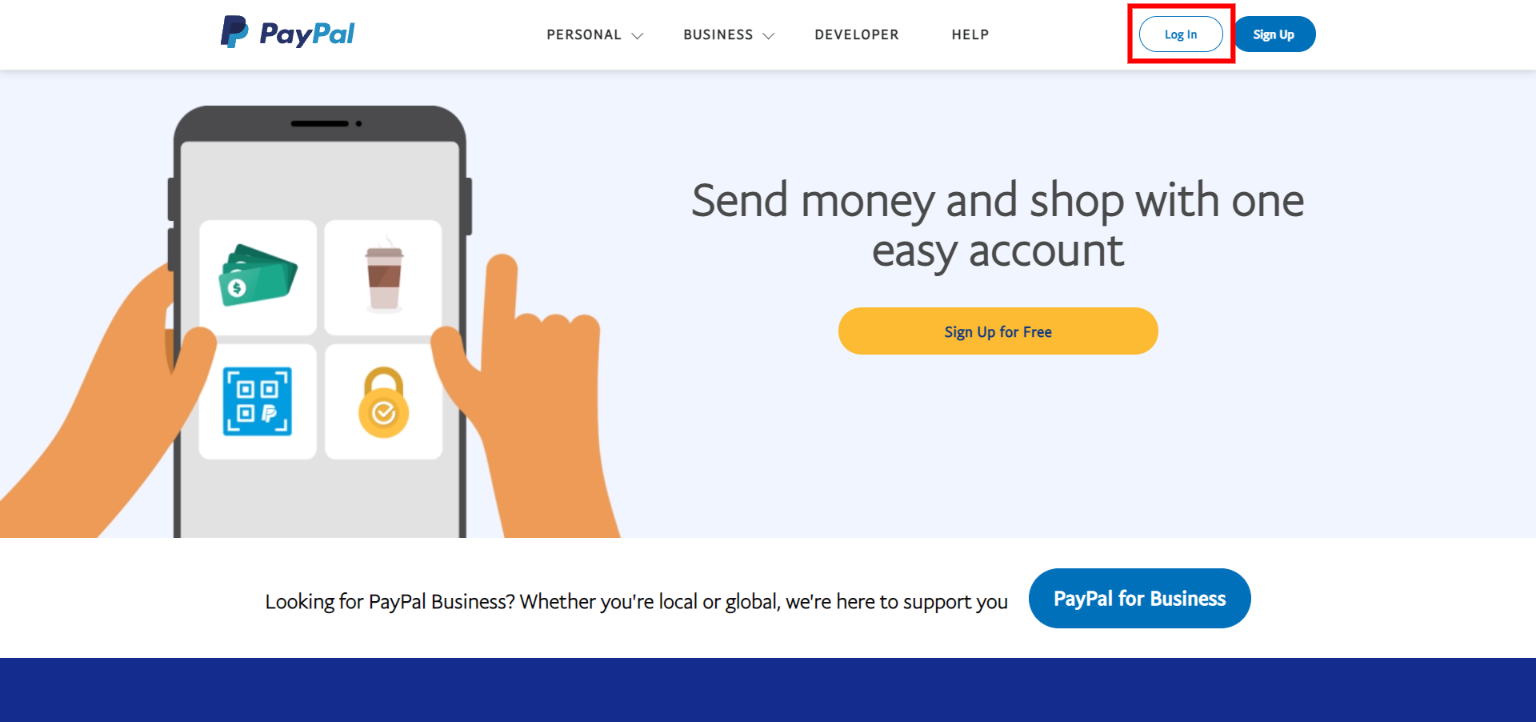 PayPal
PERSONAL
BUSINESS
DEVELOPER
HELP
Log In
Sign Up
Send money and shop with one
easy account
Sign Up for Free
Looking for PayPal Business? Whether you're local or global, we're here to support you
PayPal for Business